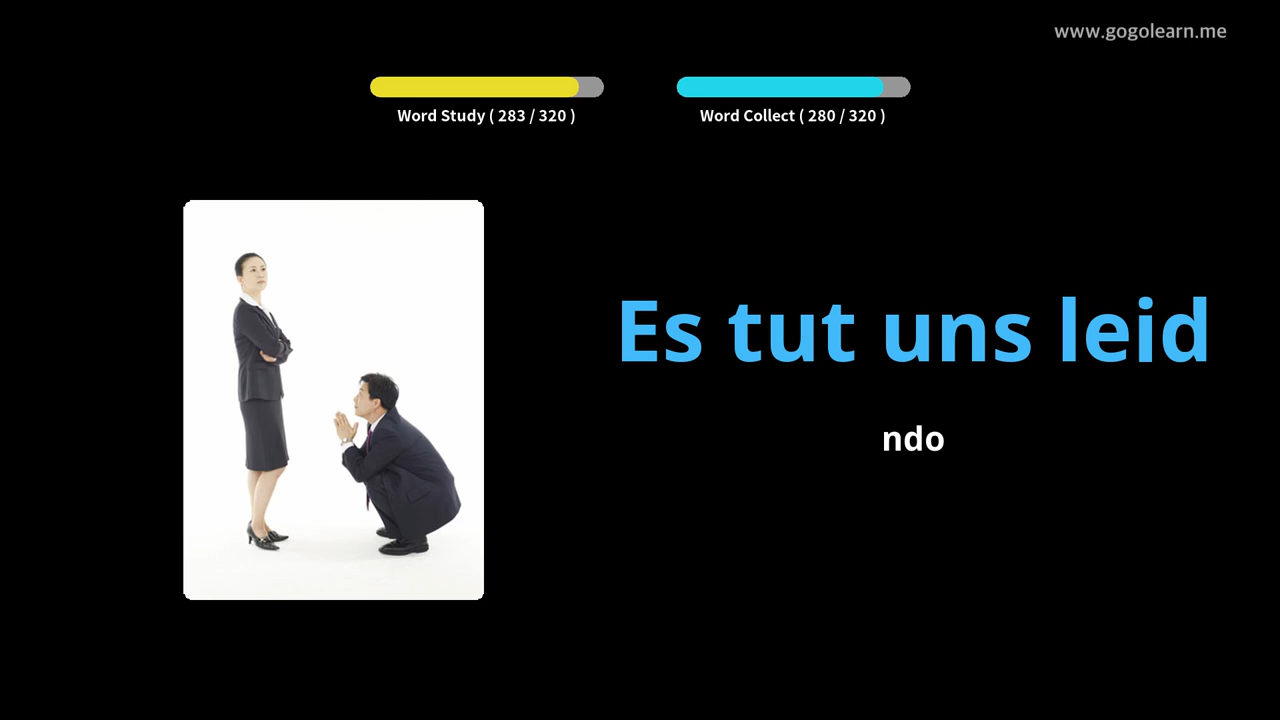 www.gogolearn.me
Word Study ( 283 / 320 )
Word Collect ( 280 / 320 )
Es tut uns leid
ndo